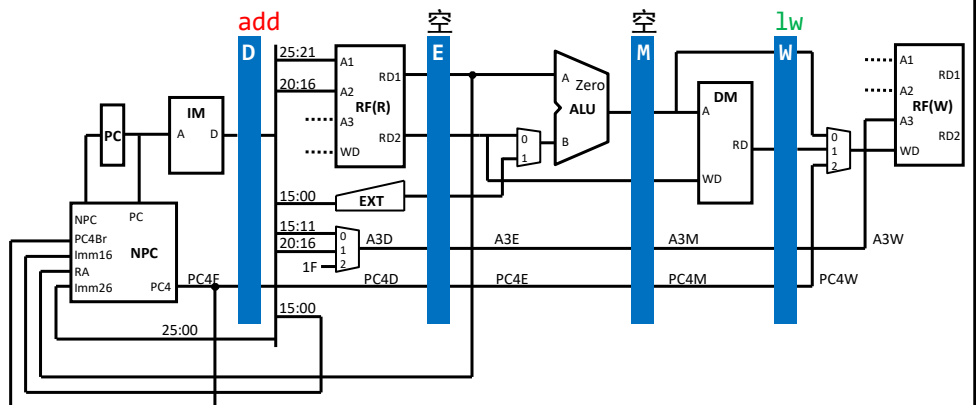 add 空 空 lw
D E M W
25:21 A1 RD1 A Zero A1 RD1
20:16 A2 RF(R) ALU DM A2 RF(W)
IM A3 A A3
PC A D RD2 0 B RD 0 RD2
WD 1 1 WD
15:00 EXT WD 2
NPC PC 15:11 0 A3D A3E A3M A3W
PC4Br NPC 20:16 1
Imm16 1F 2
RA
Imm26 PC4 PC4F PC4D PC4E PC4M PC4W
15:00
25:00